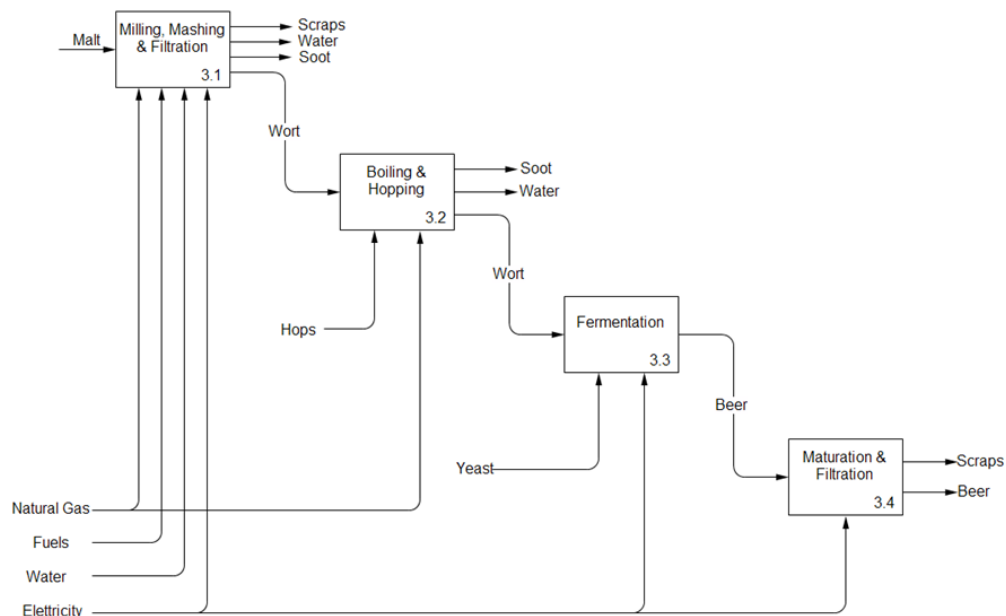 Malt
Milling, Mashing
& Filtration
3.1
Scraps
Water
Soot
Wort
Boiling &
Hopping
3.2
Soot
Water
Hops
Wort
Fermentation
3.3
Yeast
Beer
Maturation &
Filtration
3.4
Scraps
Beer
Natural Gas
Fuels
Water
Elettricity